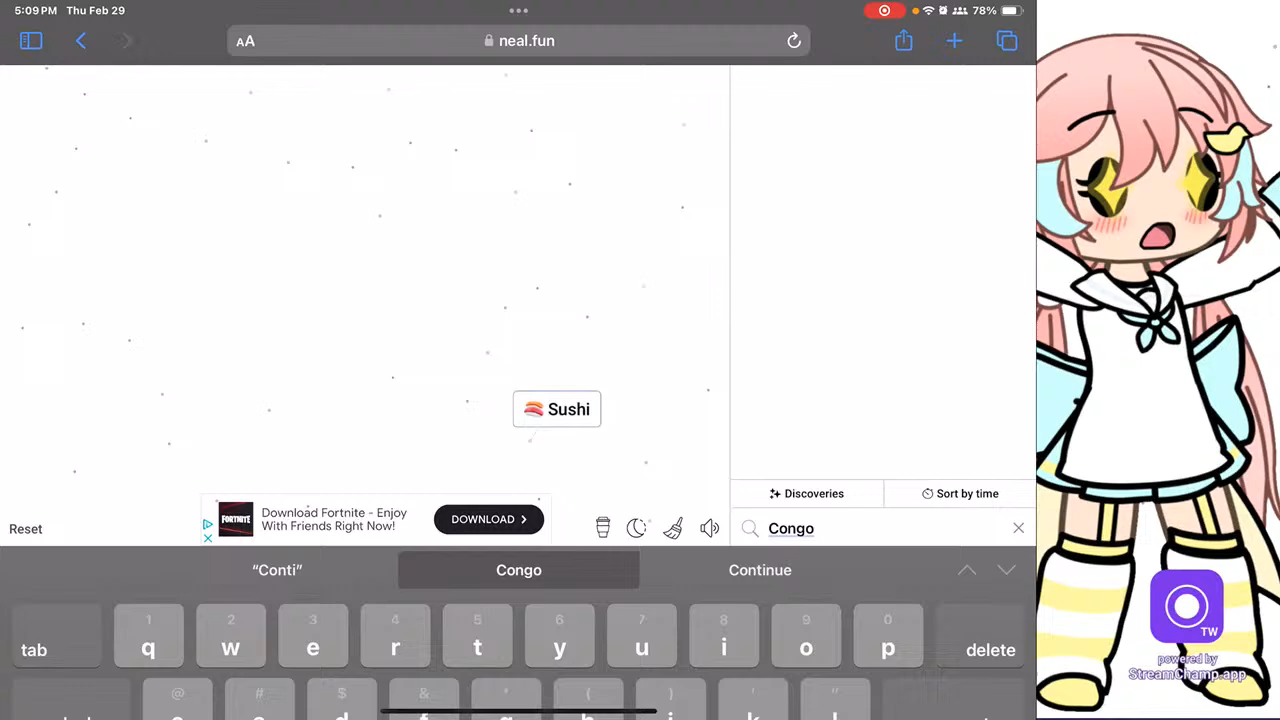 5:09 PM Thu Feb 29
78%
AA
neal.fun
🍣 Sushi
Discoveries
Sort by time
Reset
FORTNITE
Download Fortnite - Enjoy
With Friends Right Now!
DOWNLOAD >
Congo
“Conti”
Congo
Continue
1 2 3 4 5 6 7 8 9 0
tab q w e r t y u i o p delete
TW
powered by
StreamChamp.app